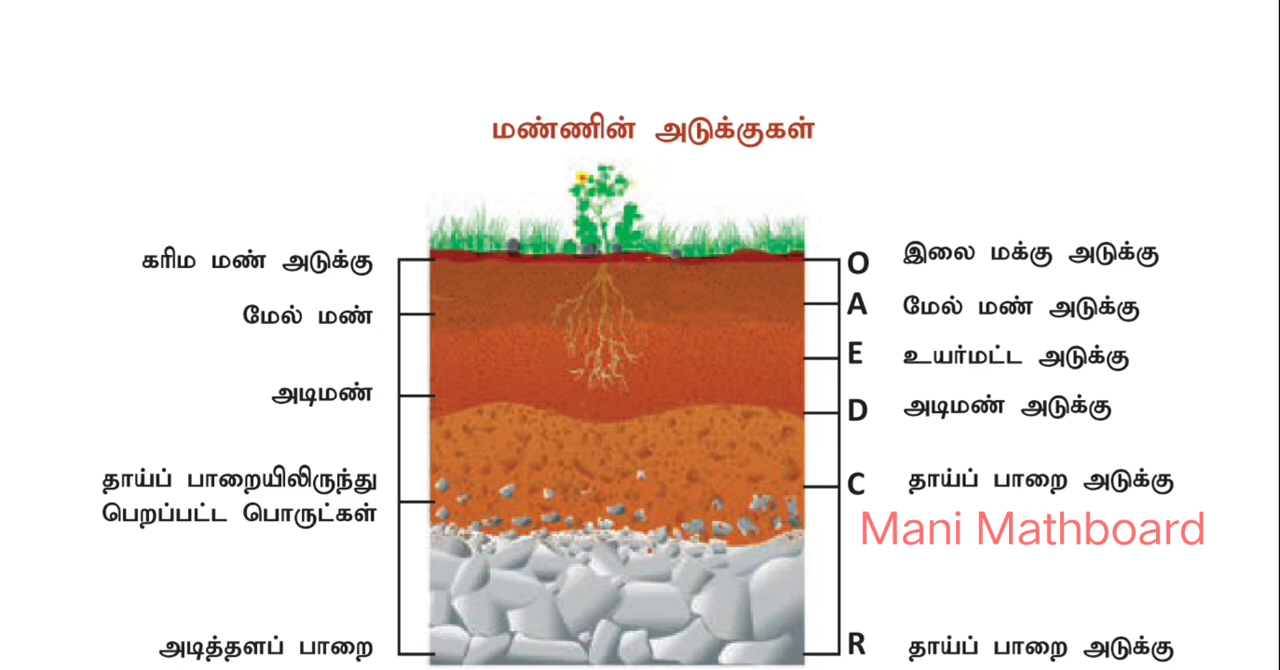 மண்ணின் அடுக்குகள்
கரிம மண் அடுக்கு
O
இலை மக்கு அடுக்கு
மேல் மண்
A
மேல் மண் அடுக்கு
E
உயர்மட்ட அடுக்கு
அடிமண்
D
அடிமண் அடுக்கு
தாய்ப் பாறையிலிருந்து
பெறப்பட்ட பொருட்கள்
C
தாய்ப் பாறை அடுக்கு
Mani Mathboard
அடித்தளப் பாறை
R
தாய்ப் பாறை அடுக்கு